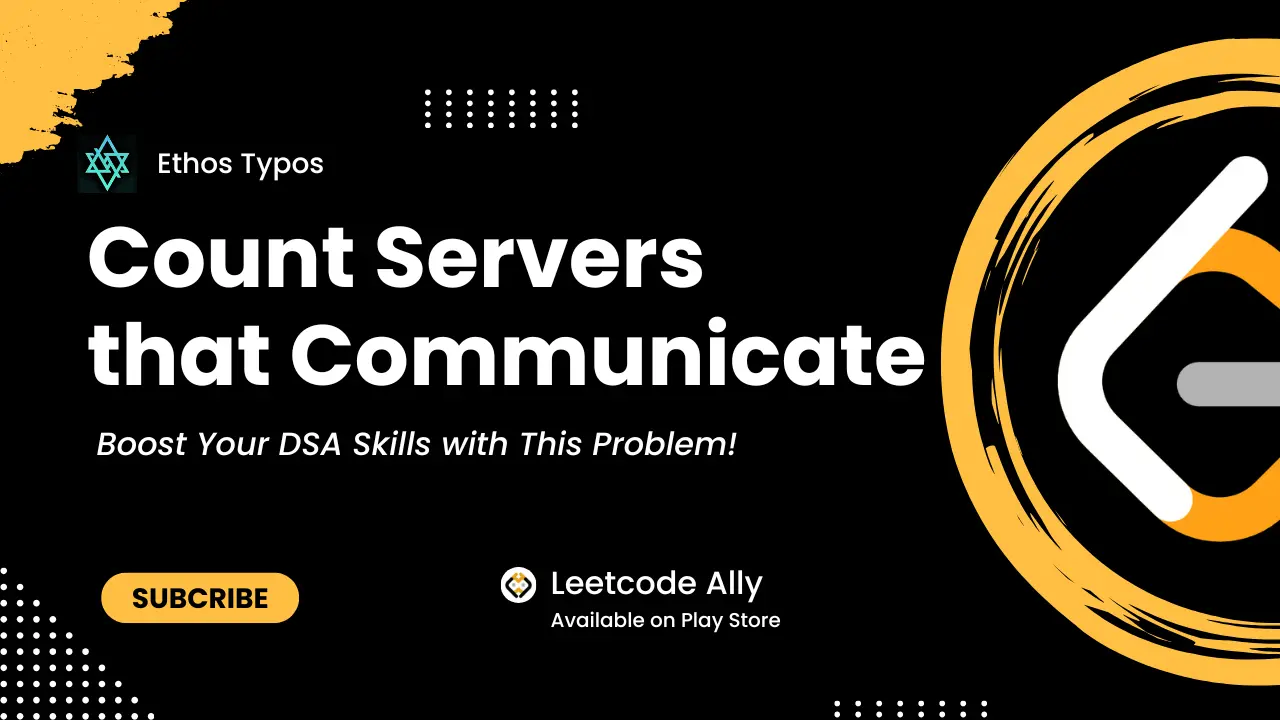 Ethos Typos
Count Servers
that Communicate
Boost Your DSA Skills with This Problem!
SUBCRIBE
Leetcode Ally
Available on Play Store